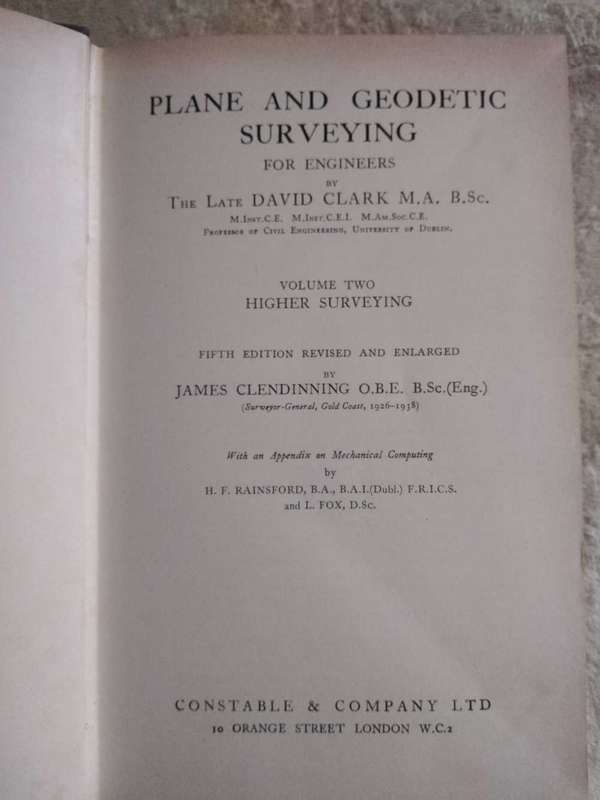 PLANE AND GEODETIC
SURVEYING
FOR ENGINEERS
BY
THE LATE DAVID CLARK M.A. B.Sc.
M.INST.C.E. M.INST.C.E.I. M.AM.SOC.C.E.
PROFESSOR OF CIVIL ENGINEERING, UNIVERSITY OF DUBLIN.
VOLUME TWO
HIGHER SURVEYING
FIFTH EDITION REVISED AND ENLARGED
BY
JAMES CLENDINNING O.B.E. B.Sc.(Eng.)
(Surveyor-General, Gold Coast, 1926-1938)
With an Appendix on Mechanical Computing
by
H. F. RAINSFORD, B.A., B.A.I.(Dubl.) F.R.I.C.S.
and L. FOX, D.Sc.
CONSTABLE & COMPANY LTD
10 ORANGE STREET LONDON W.C.2